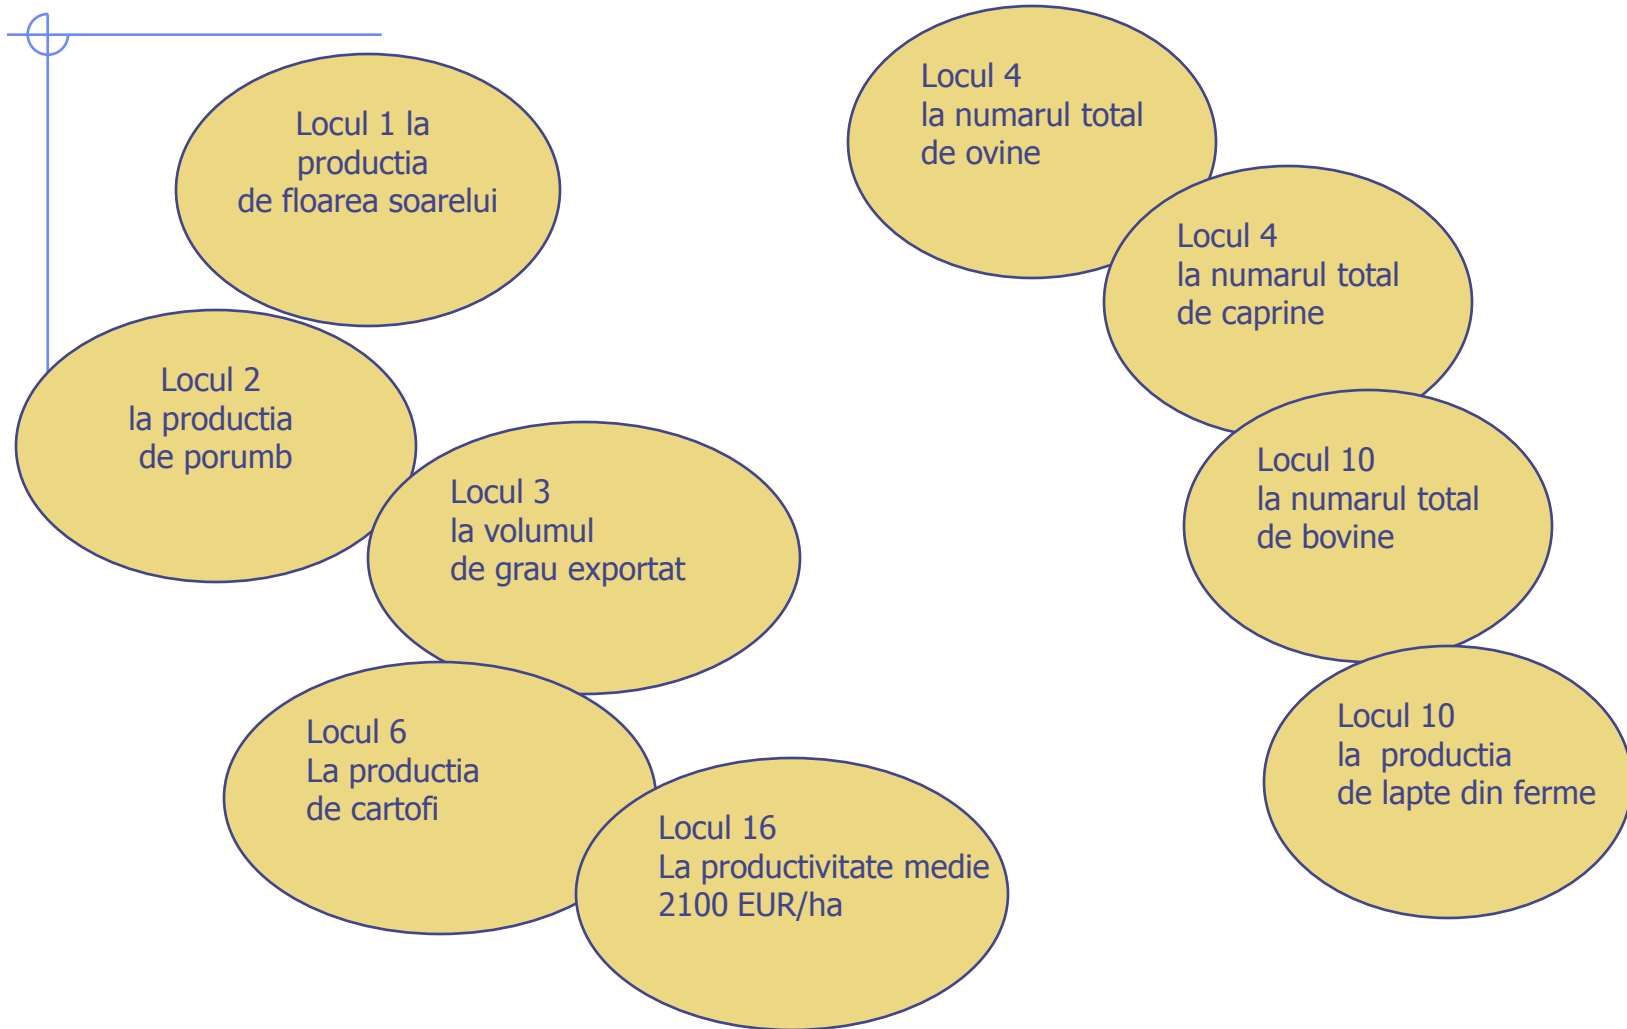 Locul 1 la
productia
de floarea soarelui
Locul 2
la productia
de porumb
Locul 3
la volumul
de grau exportat
Locul 6
La productia
de cartofi
Locul 16
La productivitate medie
2100 EUR/ha
Locul 4
la numarul total
de ovine
Locul 4
la numarul total
de caprine
Locul 10
la numarul total
de bovine
Locul 10
la  productia
de lapte din ferme